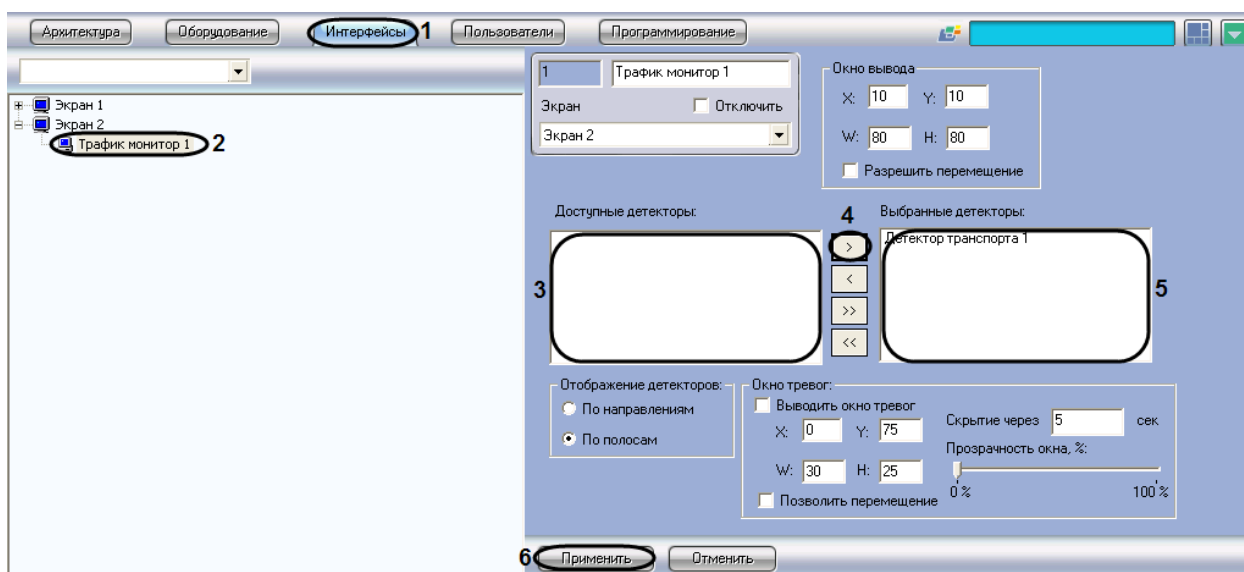 Архитектура Оборудование Интерфейсы 1 Пользователи Программирование
1 Трафик монитор 1
Экран Отключить
Экран 2
Окно вывода
X: 10 Y: 10
W: 80 H: 80
Разрешить перемещение
Экран 1
Экран 2
Трафик монитор 1 2
Доступные детекторы: 4 Выбранные детекторы:
Детектор транспорта 1
>
3 < 5
>>
<<
Отображение детекторов:
По направлениям
По полосам
Окно тревог:
Выводить окно тревог
X: 0 Y: 75
W: 30 H: 25
Позволить перемещение
Скрытие через 5 сек
Прозрачность окна, %:
0 % 100 %
6 Применить Отменить